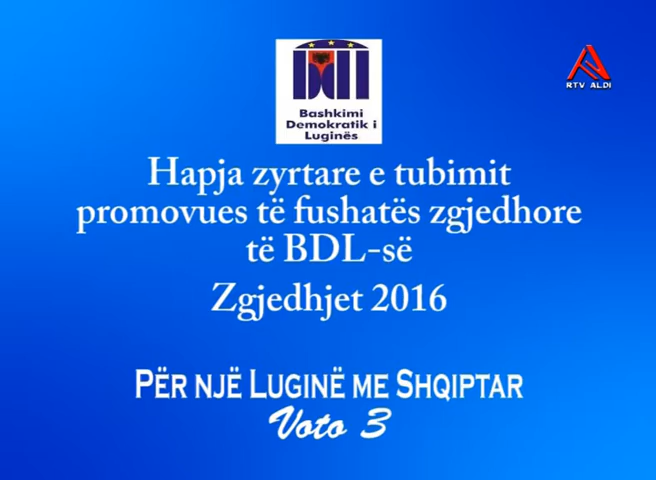 BDL
Bashkimi
Demokratik i
Luginës
RTV ALDI
Hapja zyrtare e tubimit
promovues të fushatës zgjedhore
të BDL-së
Zgjedhjet 2016
PËR NJË LUGINË ME SHQIPTAR
Voto 3